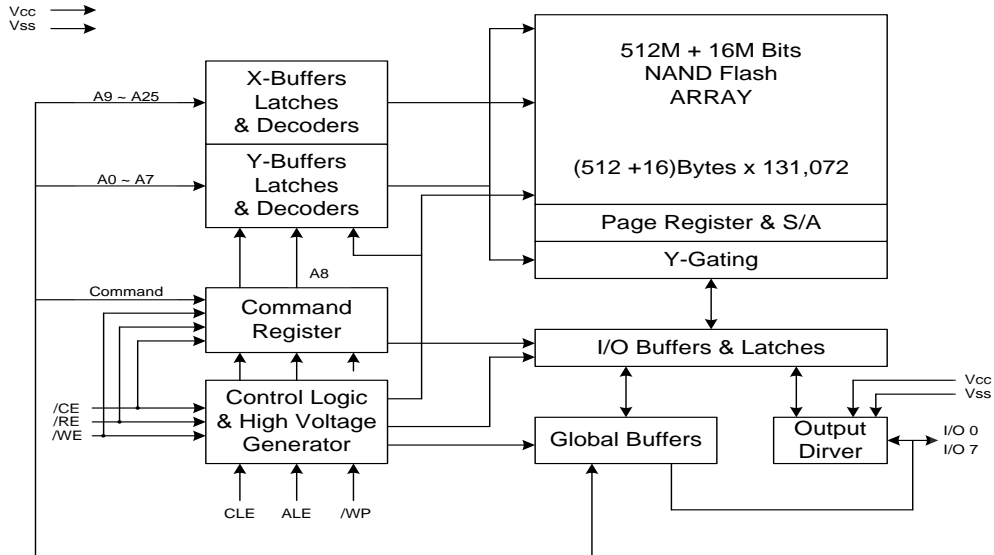 Vcc
Vss
X-Buffers
Latches
& Decoders
A9 ~ A25
Y-Buffers
Latches
& Decoders
A0 ~ A7
512M + 16M Bits
NAND Flash
ARRAY
(512 +16)Bytes x 131,072
Page Register & S/A
Y-Gating
A8
Command
Command
Register
I/O Buffers & Latches
Control Logic
& High Voltage
Generator
/CE
/RE
/WE
Global Buffers
Output
Dirver
Vcc
Vss
I/O 0
I/O 7
CLE
ALE
/WP